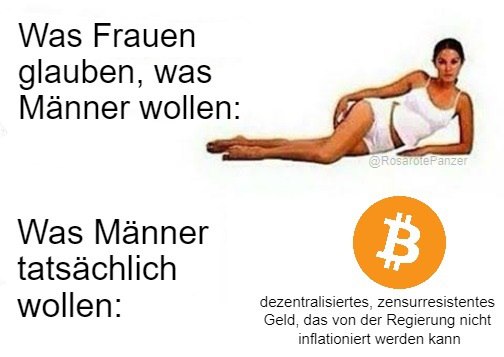 Was Frauen
glauben, was
Männer wollen:
@RosarotePanzer
Was Männer
tatsächlich
wollen:
dezentralisiertes, zensurresistentes
Geld, das von der Regierung nicht
inflationiert werden kann